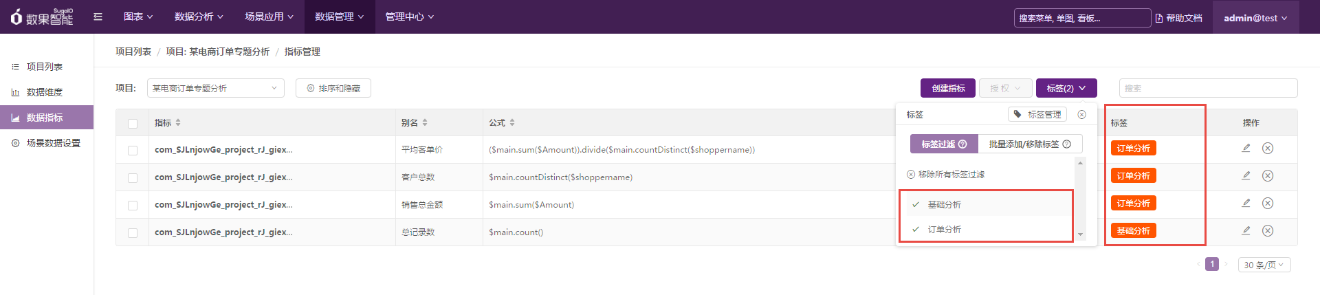 数果智能 SugoIO 图表 数据分析 场景应用 数据管理 管理中心 搜索菜单, 单图, 看板... 帮助文档 admin@test
项目列表 / 项目: 某电商订单专题分析 / 指标管理
项目列表
数据维度
数据指标
场景数据设置
项目: 某电商订单专题分析 排序和隐藏 创建指标 授权 标签(2) 搜索
标签 标签管理
标签过滤 批量添加/移除标签
移除所有标签过滤
基础分析
订单分析
指标 别名 公式 标签 操作
com_SJLnjowGe_project_rJ_giex... 平均客单价 ($main.sum($Amount)).divide($main.countDistinct($shoppername)) 订单分析
com_SJLnjowGe_project_rJ_giex... 客户总数 $main.countDistinct($shoppername) 订单分析
com_SJLnjowGe_project_rJ_giex... 销售总金额 $main.sum($Amount) 订单分析
com_SJLnjowGe_project_rJ_giex... 总记录数 $main.count() 基础分析
1 30 条/页